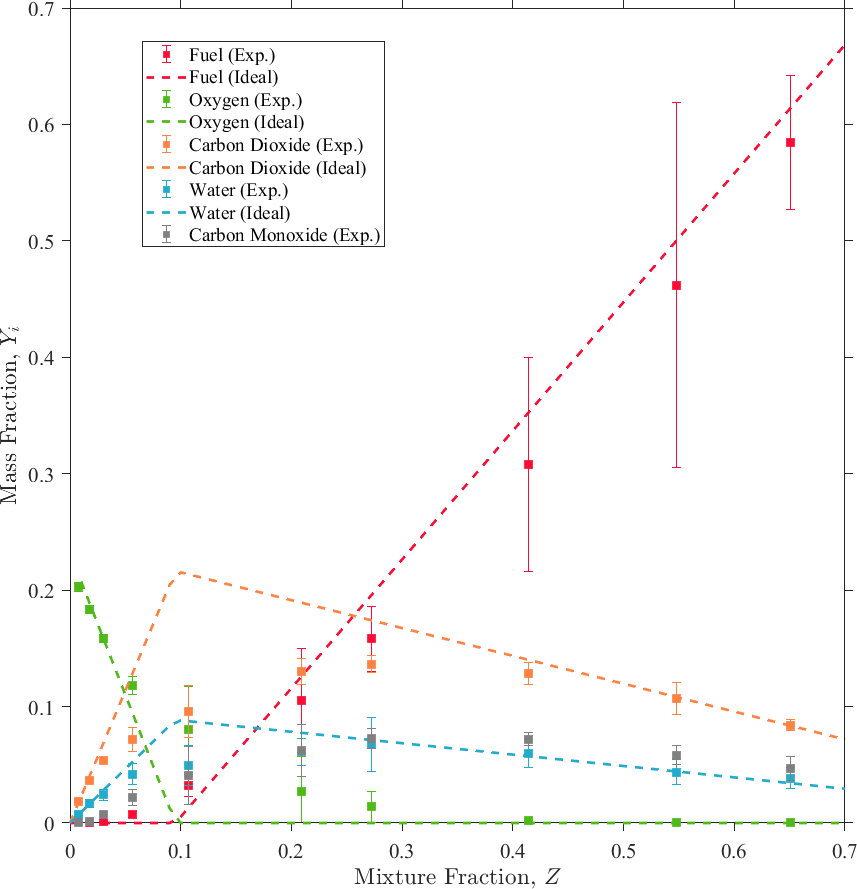 0.7
0.6
0.5
0.4
0.3
0.2
0.1
0
Mass Fraction, Y_i
Fuel (Exp.)
Fuel (Ideal)
Oxygen (Exp.)
Oxygen (Ideal)
Carbon Dioxide (Exp.)
Carbon Dioxide (Ideal)
Water (Exp.)
Water (Ideal)
Carbon Monoxide (Exp.)
0 0.1 0.2 0.3 0.4 0.5 0.6 0.7
Mixture Fraction, Z